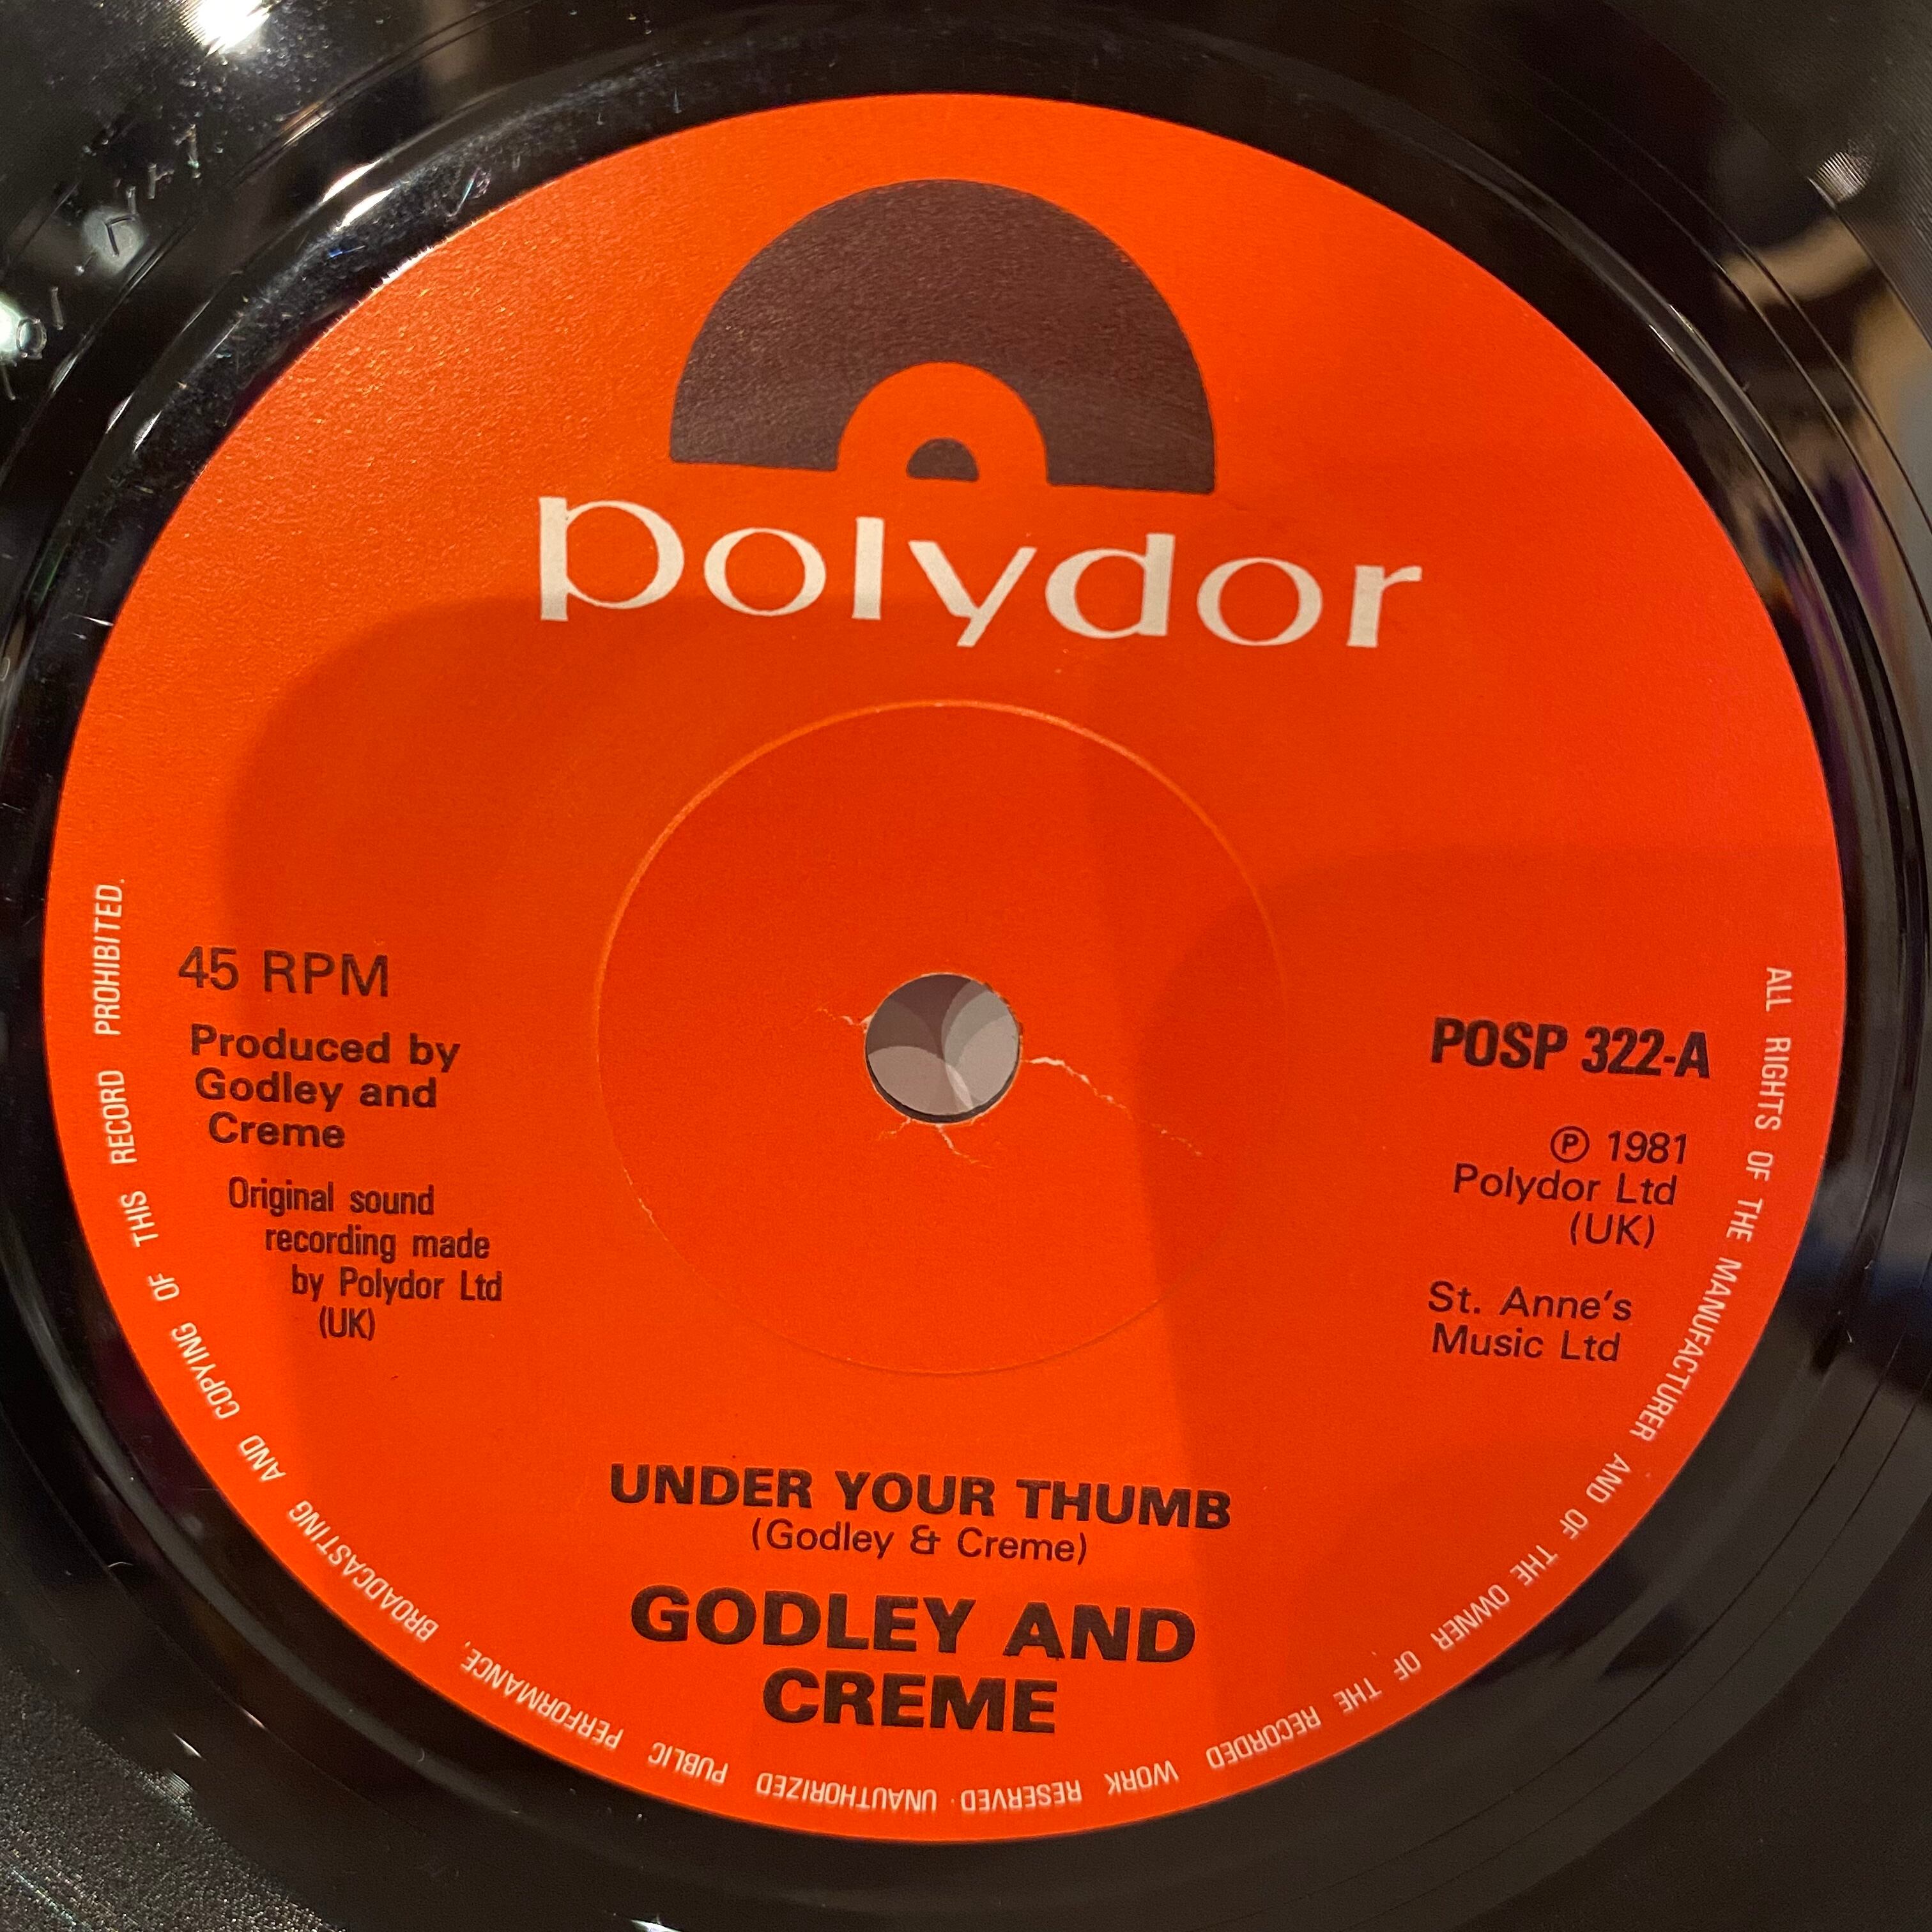 polydor
45 RPM
Produced by
Godley and
Creme
Original sound
recording made
by Polydor Ltd
(UK)
POSP 322-A
Ⓟ 1981
Polydor Ltd
(UK)
St. Anne's
Music Ltd
UNDER YOUR THUMB
(Godley & Creme)
GODLEY AND
CREME
ALL RIGHTS OF THE MANUFACTURER AND OF THE OWNER OF THE RECORDED WORK RESERVED · UNAUTHORIZED PUBLIC PERFORMANCE, BROADCASTING AND COPYING OF THIS RECORD PROHIBITED.